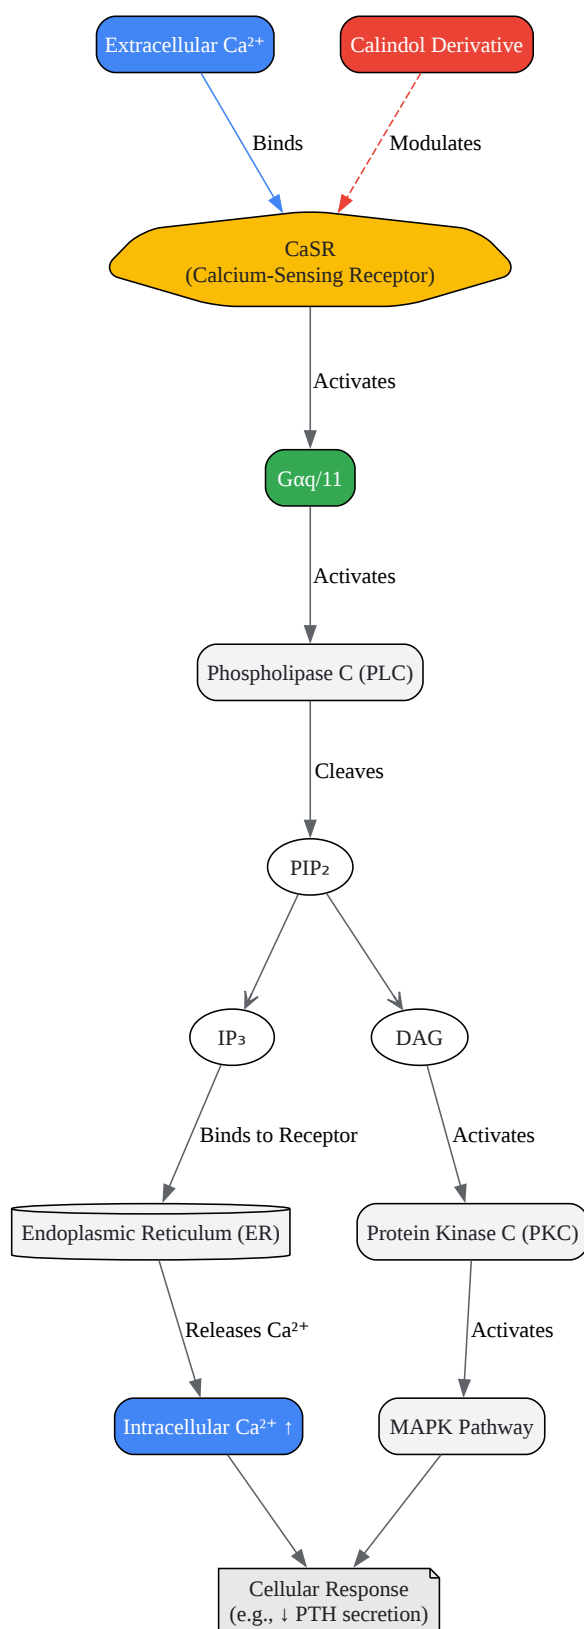 Extracellular Ca²⁺
Calindol Derivative
Binds
Modulates
CaSR
(Calcium-Sensing Receptor)
Activates
Gαq/11
Activates
Phospholipase C (PLC)
Cleaves
PIP₂
IP₃
DAG
Binds to Receptor
Activates
Endoplasmic Reticulum (ER)
Protein Kinase C (PKC)
Releases Ca²⁺
Activates
Intracellular Ca²⁺ ↑
MAPK Pathway
Cellular Response
(e.g., ↓ PTH secretion)